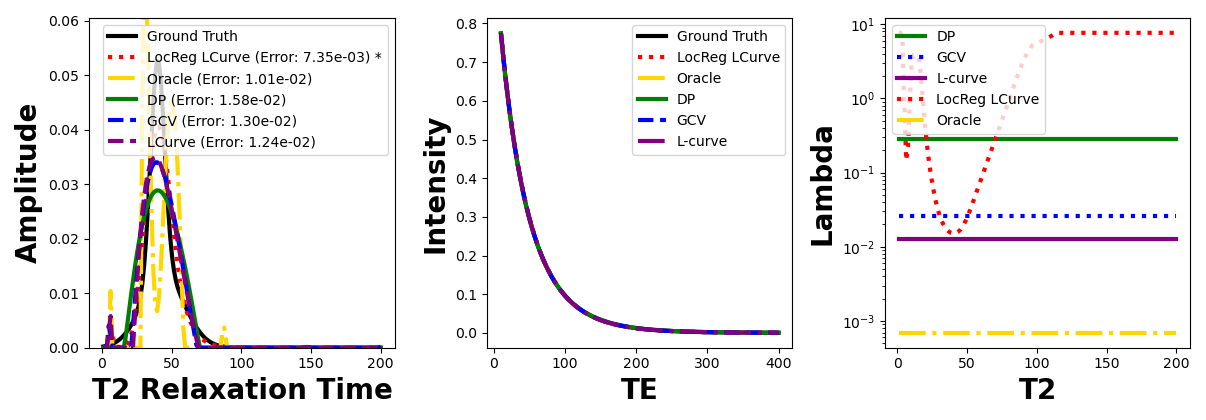 0.06
0.05
0.04
0.03
0.02
0.01
0.00
Amplitude
Ground Truth
LocReg LCurve (Error: 7.35e-03) *
Oracle (Error: 1.01e-02)
DP (Error: 1.58e-02)
GCV (Error: 1.30e-02)
LCurve (Error: 1.24e-02)
0 50 100 150 200
T2 Relaxation Time
0.8
0.7
0.6
0.5
0.4
0.3
0.2
0.1
0.0
Intensity
Ground Truth
LocReg LCurve
Oracle
DP
GCV
L-curve
0 100 200 300 400
TE
10^1
10^0
10^-1
10^-2
10^-3
Lambda
DP
GCV
L-curve
LocReg LCurve
Oracle
0 50 100 150 200
T2